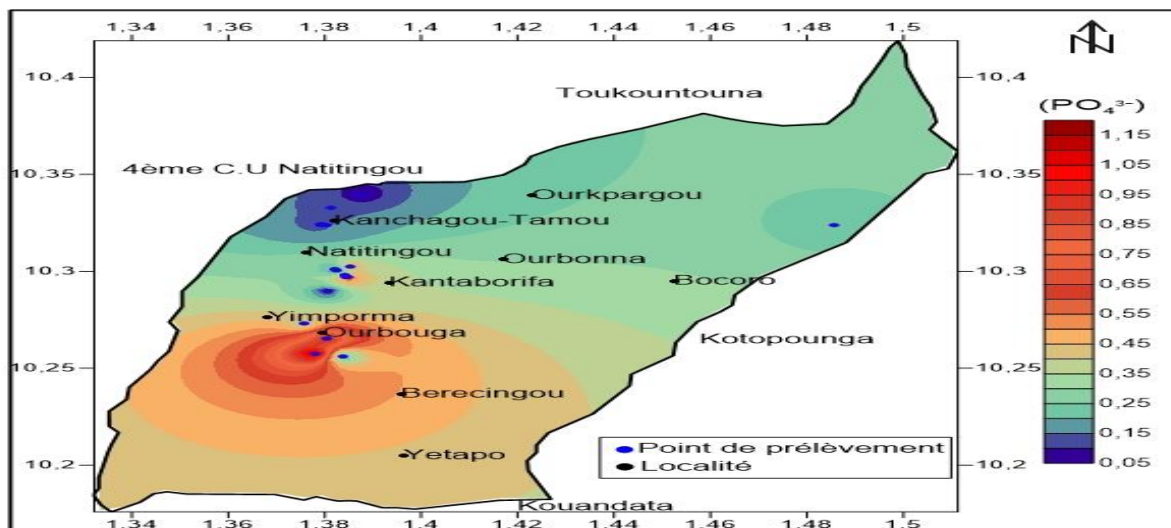 1,34 1,36 1,38 1,4 1,42 1,44 1,46 1,48 1,5
N
10,4 10,4
Toukountouna
(PO₄³⁻)
1,15
4ème C.U Natitingou
10,35 10,35
1,05
Ourkpargou
0,95
Kanchagou-Tamou
0,85
Natitingou
Ourbonna
0,75
10,3 10,3
Kantaborifa
Bocoro
0,65
Yimporma
0,55
Ourbouga
Kotopounga
0,45
10,25 10,25
0,35
Berecingou
0,25
Point de prélèvement
0,15
Yetapo
Localité
10,2 10,2
0,05
Kouandata
1,34 1,36 1,38 1,4 1,42 1,44 1,46 1,48 1,5